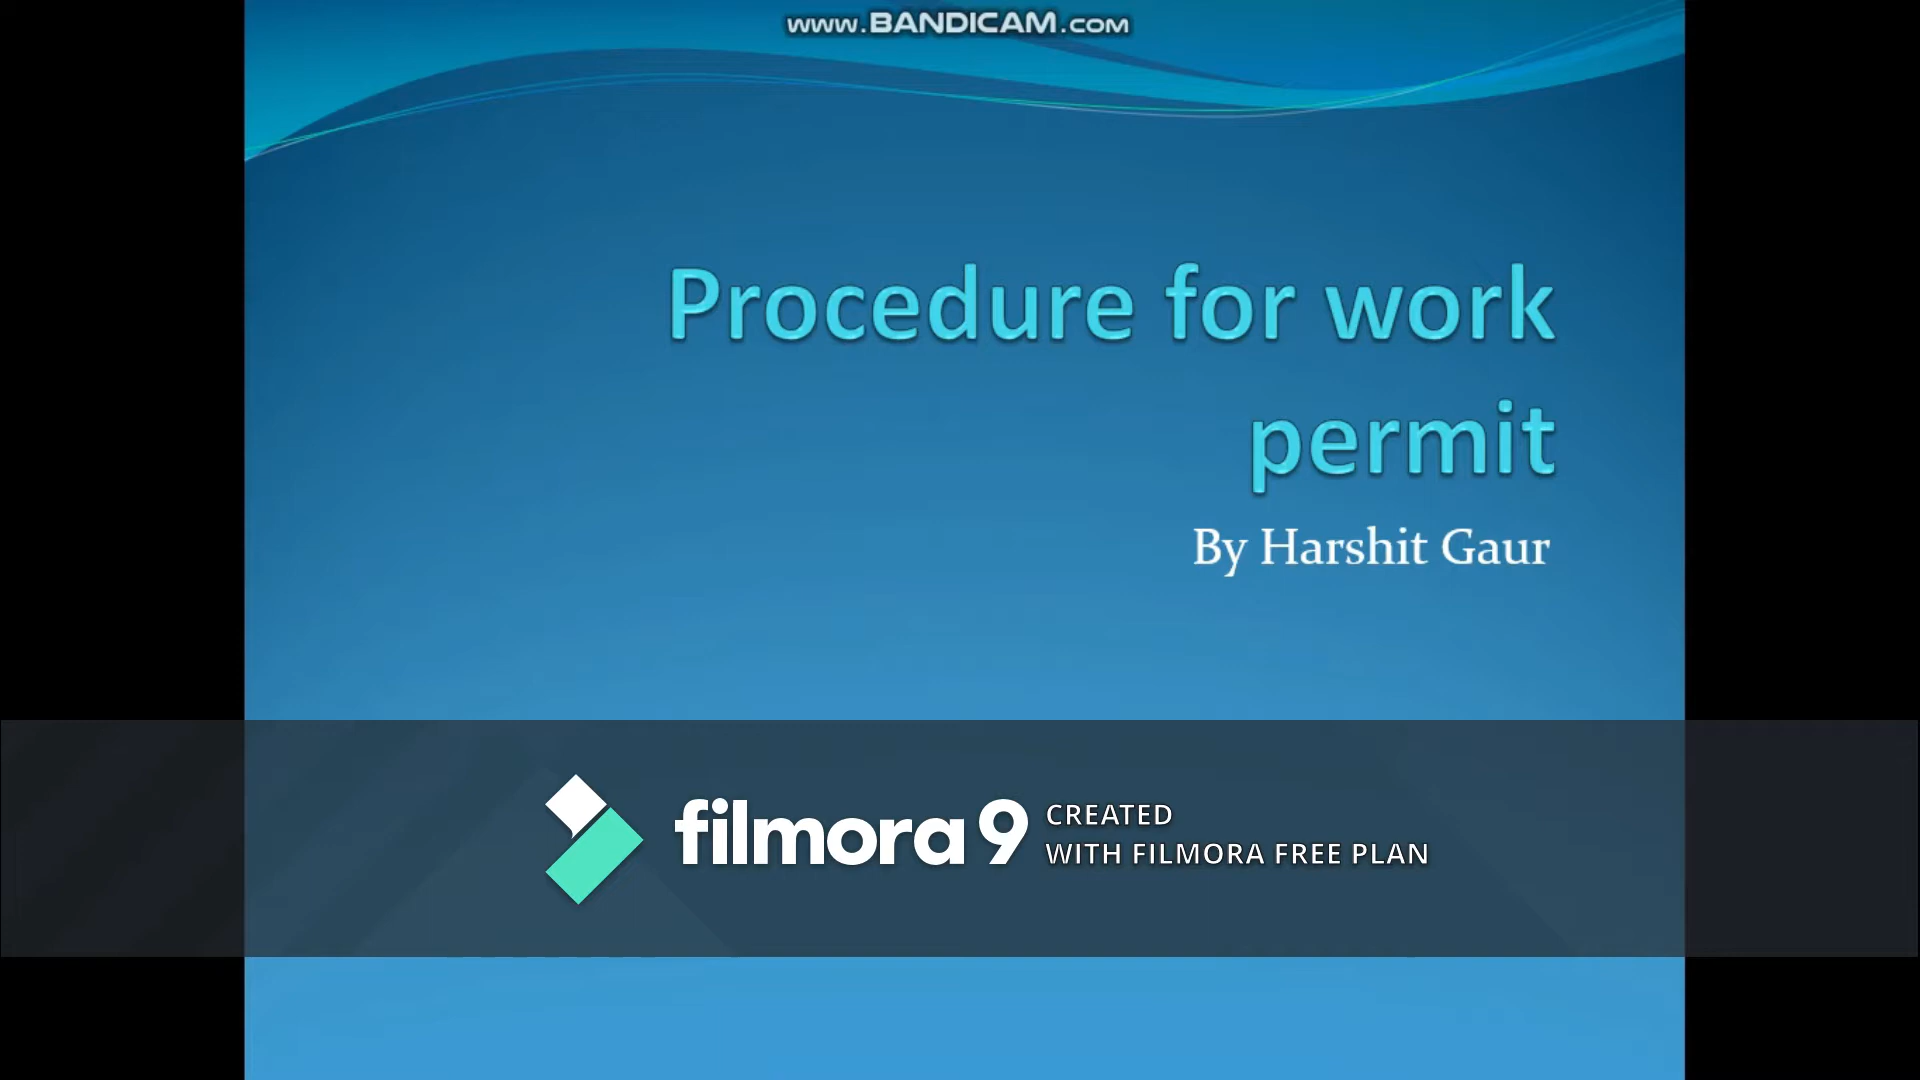 www.BANDICAM.com
Procedure for work
permit
By Harshit Gaur
filmora 9 CREATED
WITH FILMORA FREE PLAN